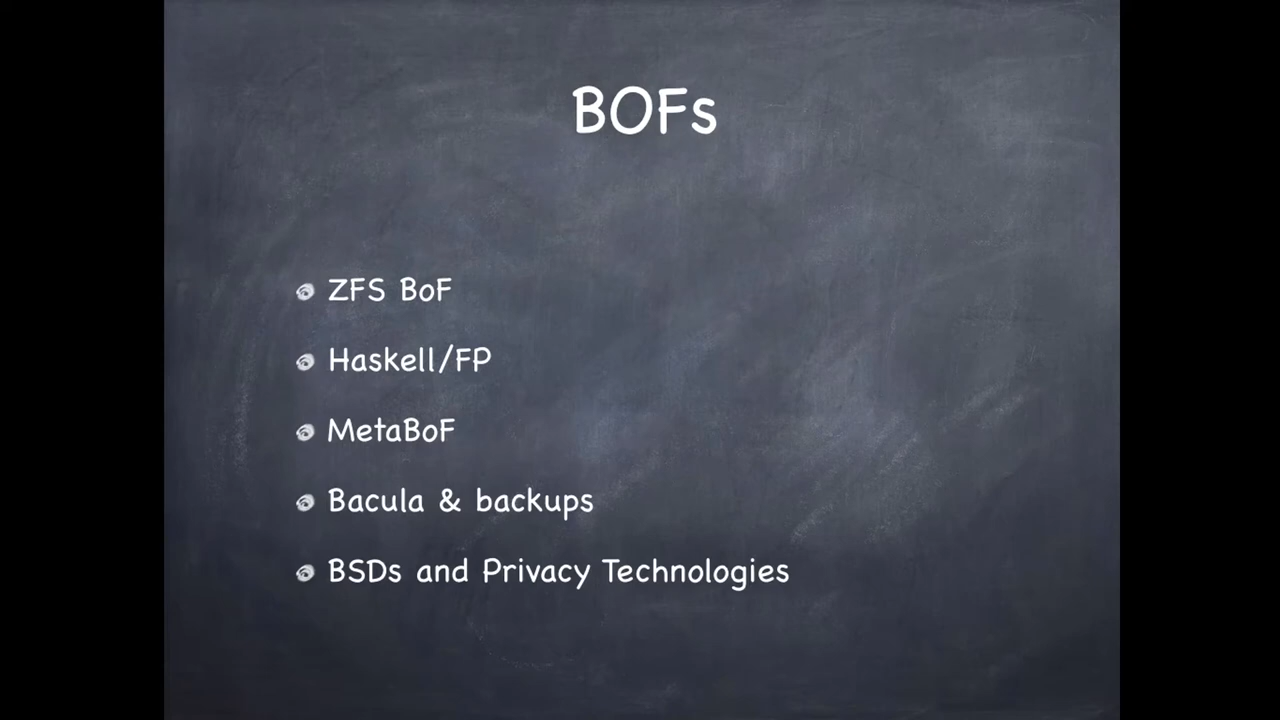 BOFs
ZFS BoF
Haskell/FP
MetaBoF
Bacula & backups
BSDs and Privacy Technologies